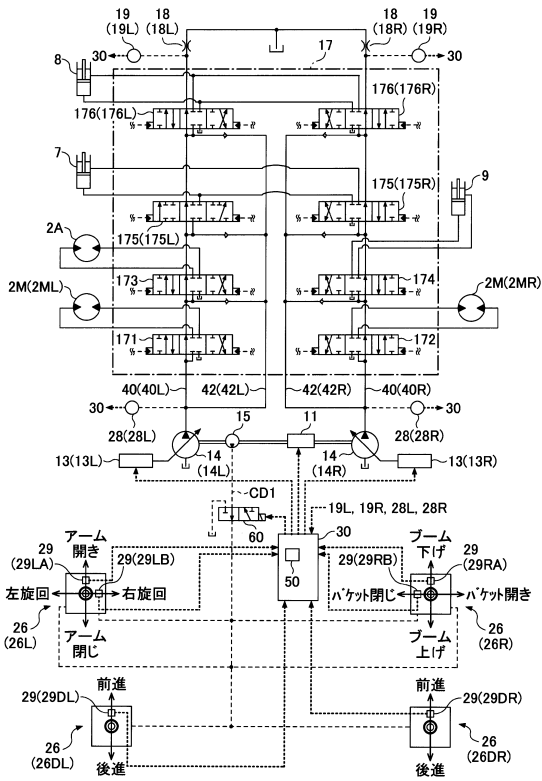 19
(19L)
18
(18L)
18
(18R)
19
(19R)
30
30
17
8
176(176L)
176(176R)
7
9
175(175R)
2A
175(175L)
2M(2ML)
173
174
2M(2MR)
171
172
40(40L)
42(42L)
42(42R)
40(40R)
30
30
28(28L)
15
11
28(28R)
13(13L)
14
(14L)
14
(14R)
13(13R)
CD1
19L, 19R, 28L, 28R
60
30
50
29
(29LA)
アーム
開き
29(29LB)
左旋回
右旋回
26
(26L)
アーム
閉じ
ブーム
下げ
29
(29RA)
29(29RB)
バケット閉じ
バケット開き
26
(26R)
ブーム
上げ
29(29DL)
前進
26
(26DL)
後進
前進
29(29DR)
26
(26DR)
後進